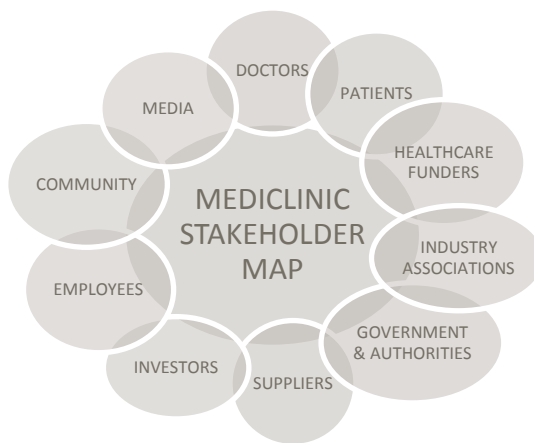 DOCTORS
PATIENTS
HEALTHCARE
FUNDERS
INDUSTRY
ASSOCIATIONS
GOVERNMENT
& AUTHORITIES
SUPPLIERS
INVESTORS
EMPLOYEES
COMMUNITY
MEDIA
MEDICLINIC
STAKEHOLDER
MAP